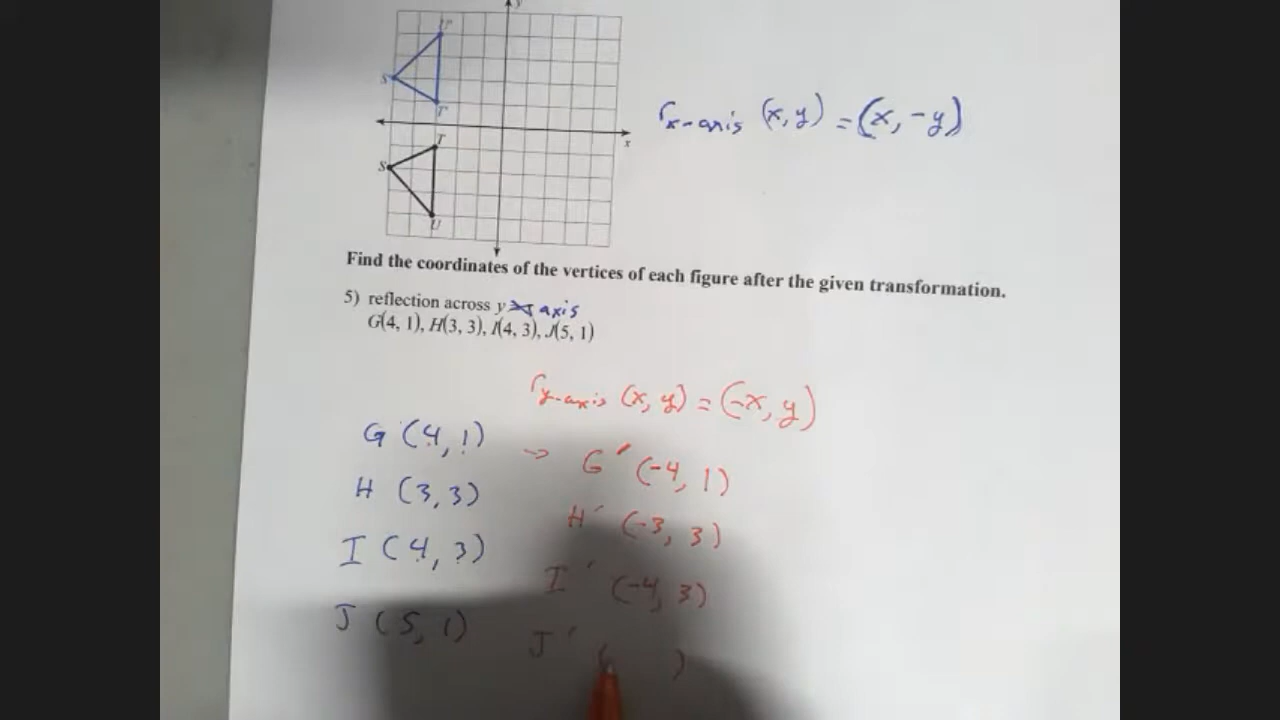 y
U'
S'
T'
r x-axis (x, y) = (x, -y)
x
T
S
U
Find the coordinates of the vertices of each figure after the given transformation.
5) reflection across y axis
G(4, 1), H(3, 3), I(4, 3), J(5, 1)
r y-axis (x, y) = (-x, y)
G (4, 1) → G' (-4, 1)
H (3, 3) H' (-3, 3)
I (4, 3) I' (-4, 3)
J (5, 1) J' ( )